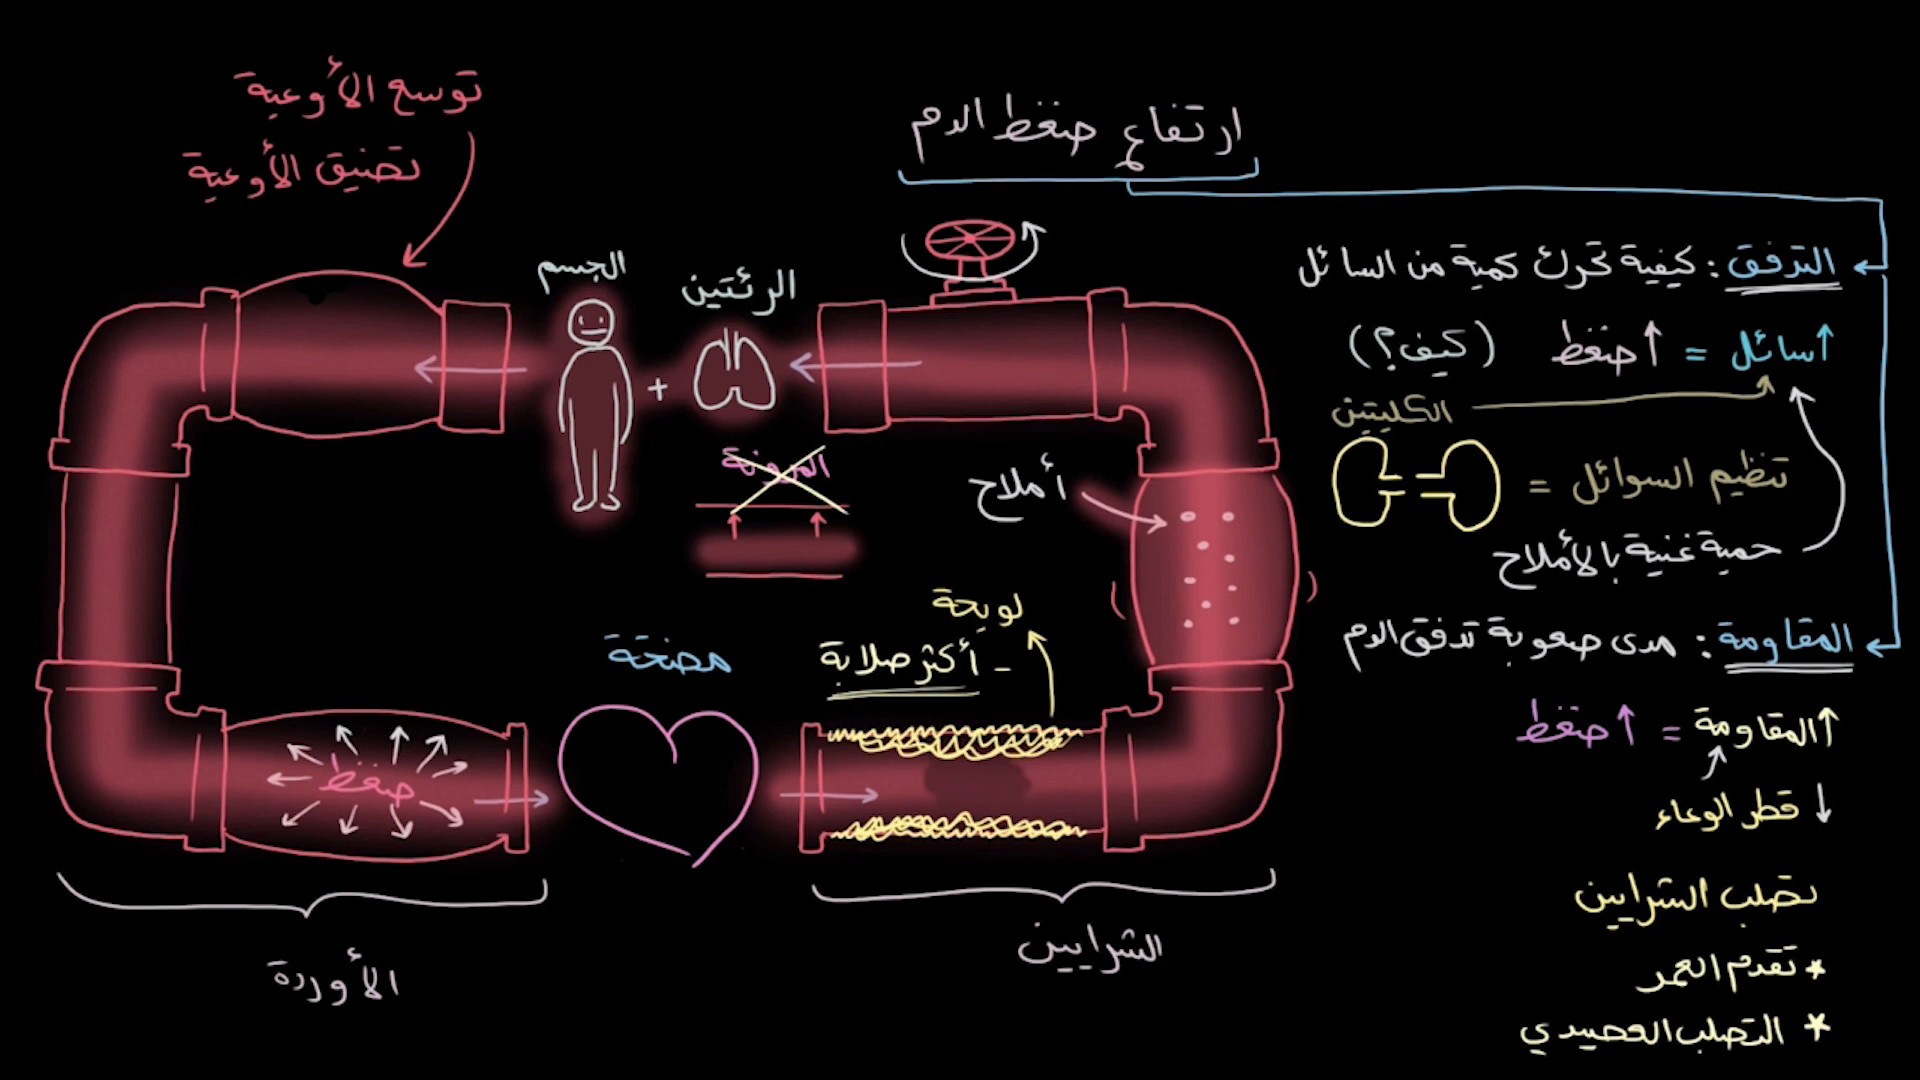 ارتفاع ضغط الدم
توسع الأوعية
تضيق الأوعية
الجسم
الرئتين
التدفق : كيفية تحرك كمية من السائل
↑سائل = ↑ضغط (كيف؟)
الكليتين
تنظيم السوائل =
حمية غنية بالأملاح
المقاومة : مدى صعوبة تدفق الدم
↑المقاومة = ↑ضغط
↓ قطر الوعاء
تصلب الشرايين
* تقدم العمر
* التصلب العصيدي
+
المرونة
أملاح
لويحة
- أكثر صلابة
مضخة
ضغط
الأوردة
الشرايين